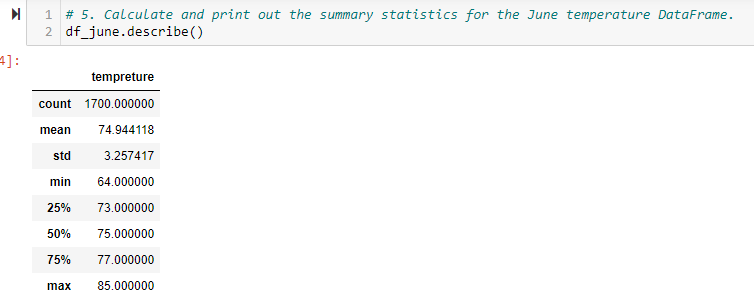 1 # 5. Calculate and print out the summary statistics for the June temperature DataFrame.
2 df_june.describe()
4]:
tempreture
count 1700.000000
mean 74.944118
std 3.257417
min 64.000000
25% 73.000000
50% 75.000000
75% 77.000000
max 85.000000